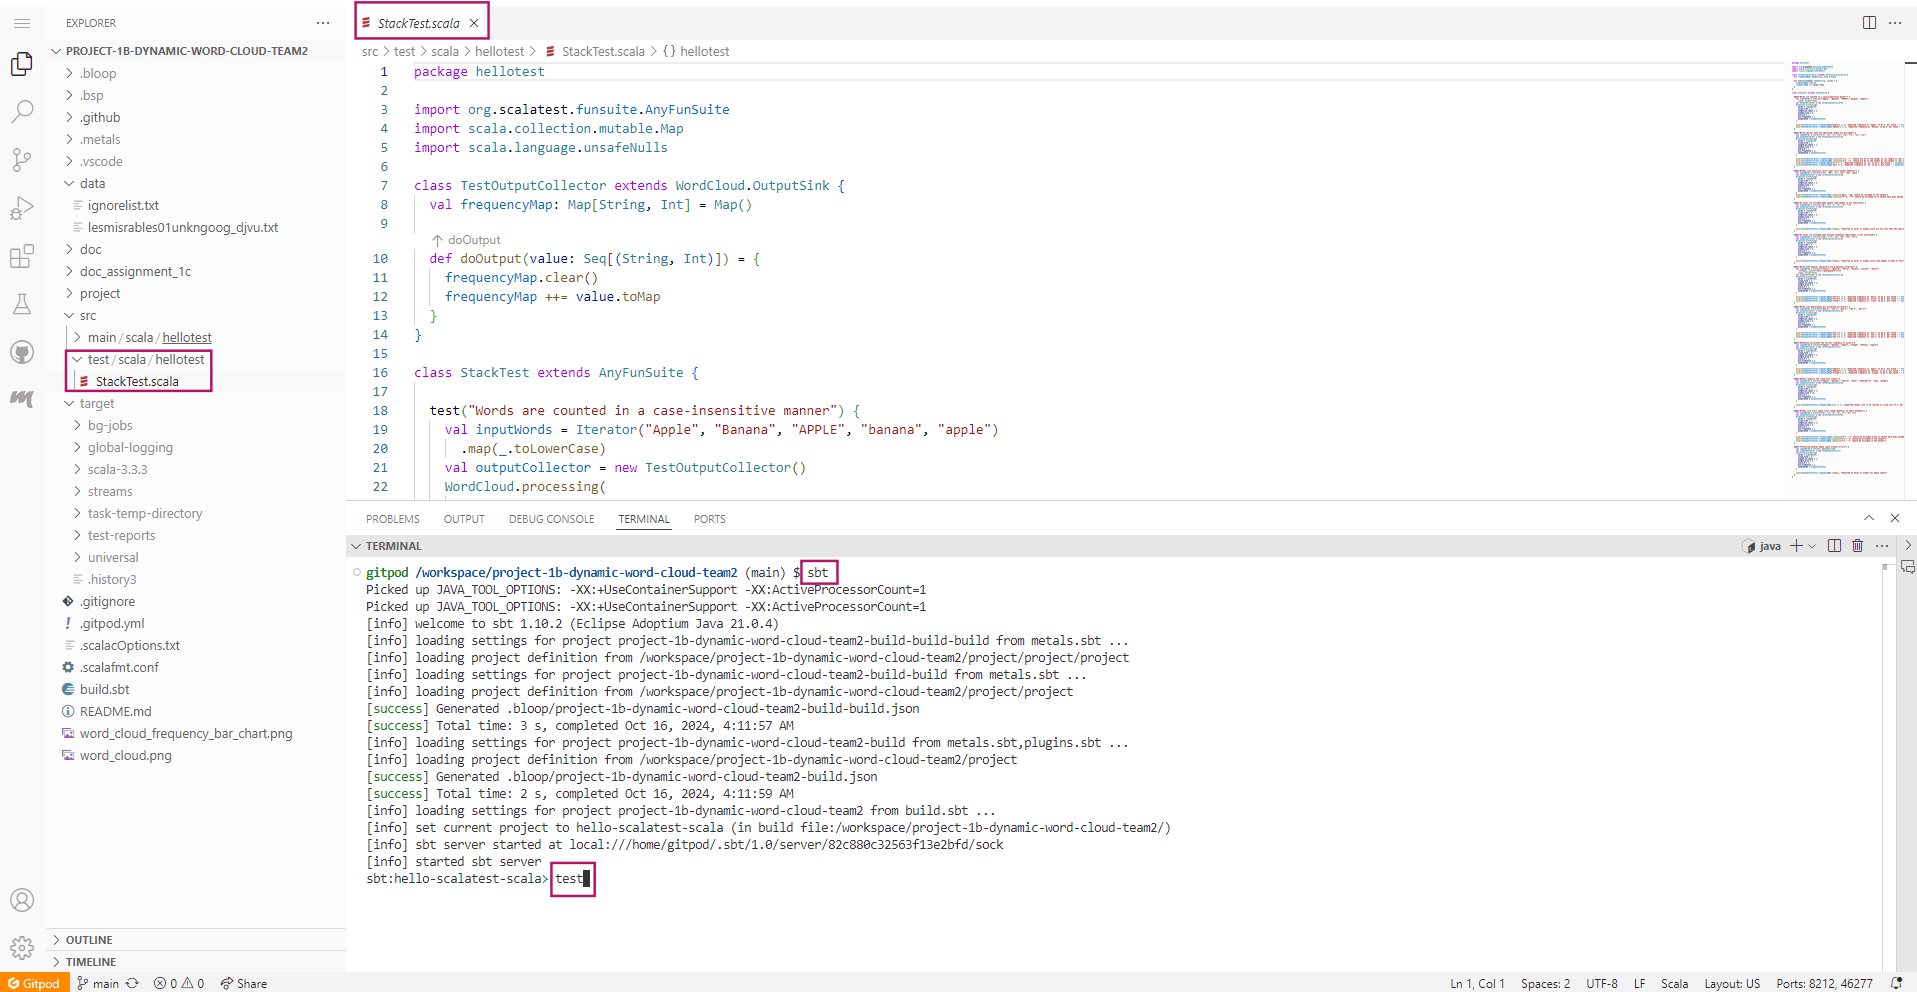 EXPLORER
PROJECT-1B-DYNAMIC-WORD-CLOUD-TEAM2
.bloop
.bsp
.github
.metals
.vscode
data
ignorelist.txt
lesmisrables01unkngoog_djvu.txt
doc
doc_assignment_1c
project
src
main/scala/hellotest
test/scala/hellotest
StackTest.scala
target
bg-jobs
global-logging
scala-3.3.3
streams
task-temp-directory
test-reports
universal
.history3
.gitignore
.gitpod.yml
.scalacOptions.txt
.scalafmt.conf
build.sbt
README.md
word_cloud_frequency_bar_chart.png
word_cloud.png
OUTLINE
TIMELINE
StackTest.scala
src > test > scala > hellotest > StackTest.scala > {} hellotest
1 package hellotest
2
3 import org.scalatest.funsuite.AnyFunSuite
4 import scala.collection.mutable.Map
5 import scala.language.unsafeNulls
6
7 class TestOutputCollector extends WordCloud.OutputSink {
8 val frequencyMap: Map[String, Int] = Map()
9
↑ doOutput
10 def doOutput(value: Seq[(String, Int)]) = {
11 frequencyMap.clear()
12 frequencyMap ++= value.toMap
13 }
14 }
15
16 class StackTest extends AnyFunSuite {
17
18 test("Words are counted in a case-insensitive manner") {
19 val inputWords = Iterator("Apple", "Banana", "APPLE", "banana", "apple")
20 .map(_.toLowerCase)
21 val outputCollector = new TestOutputCollector()
22 WordCloud.processing(
PROBLEMS OUTPUT DEBUG CONSOLE TERMINAL PORTS
TERMINAL
java
gitpod /workspace/project-1b-dynamic-word-cloud-team2 (main) $ sbt
Picked up JAVA_TOOL_OPTIONS: -XX:+UseContainerSupport -XX:ActiveProcessorCount=1
Picked up JAVA_TOOL_OPTIONS: -XX:+UseContainerSupport -XX:ActiveProcessorCount=1
[info] welcome to sbt 1.10.2 (Eclipse Adoptium Java 21.0.4)
[info] loading settings for project project-1b-dynamic-word-cloud-team2-build-build-build from metals.sbt ...
[info] loading project definition from /workspace/project-1b-dynamic-word-cloud-team2/project/project/project
[info] loading settings for project project-1b-dynamic-word-cloud-team2-build-build from metals.sbt ...
[info] loading project definition from /workspace/project-1b-dynamic-word-cloud-team2/project/project
[success] Generated .bloop/project-1b-dynamic-word-cloud-team2-build-build.json
[success] Total time: 3 s, completed Oct 16, 2024, 4:11:57 AM
[info] loading settings for project project-1b-dynamic-word-cloud-team2-build from metals.sbt,plugins.sbt ...
[info] loading project definition from /workspace/project-1b-dynamic-word-cloud-team2/project
[success] Generated .bloop/project-1b-dynamic-word-cloud-team2-build.json
[success] Total time: 2 s, completed Oct 16, 2024, 4:11:59 AM
[info] loading settings for project project-1b-dynamic-word-cloud-team2 from build.sbt ...
[info] set current project to hello-scalatest-scala (in build file:/workspace/project-1b-dynamic-word-cloud-team2/)
[info] sbt server started at local:///home/gitpod/.sbt/1.0/server/82c880c32563f13e2bfd/sock
[info] started sbt server
sbt:hello-scalatest-scala> test
Gitpod main 0 0 Share
Ln 1, Col 1 Spaces: 2 UTF-8 LF Scala Layout: US Ports: 8212, 46277